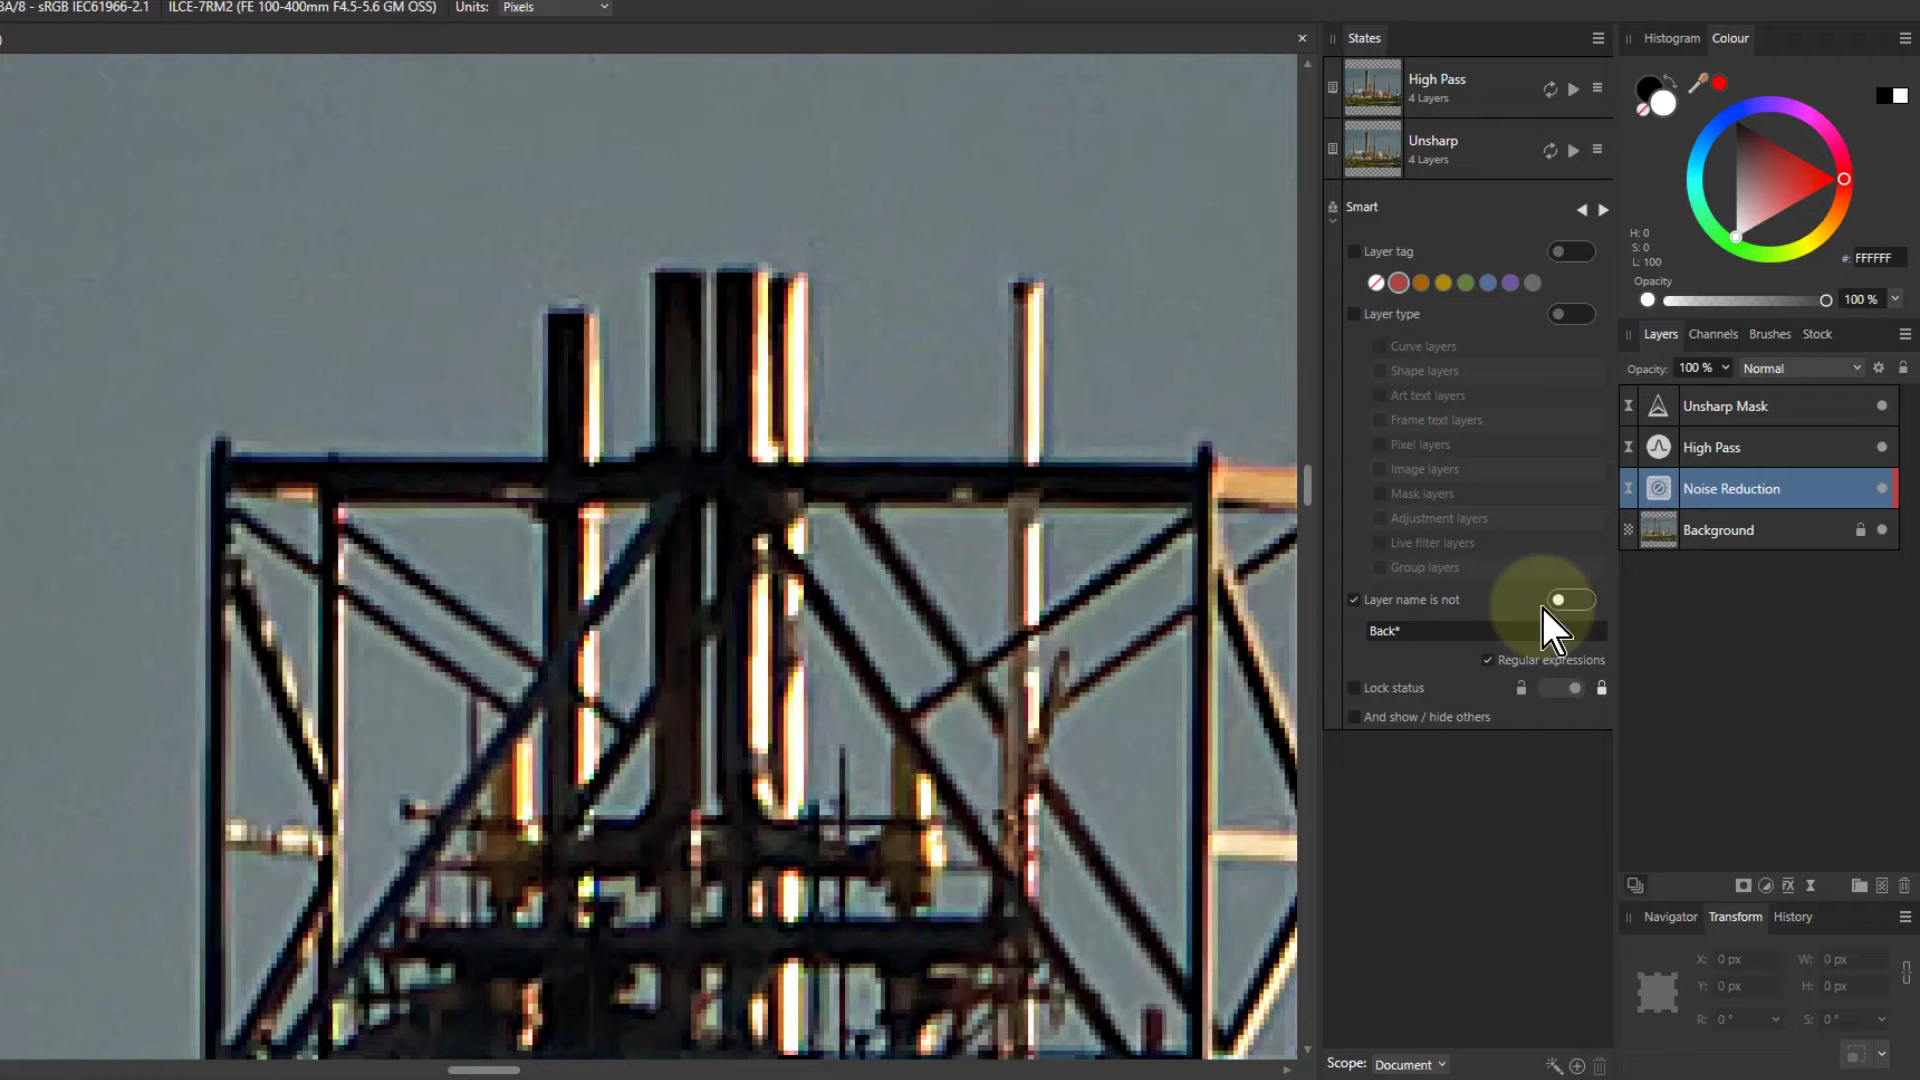 BA/8 - sRGB IEC61966-2.1 ILCE-7RM2 (FE 100-400mm F4.5-5.6 GM OSS) Units: Pixels
States
High Pass
4 Layers
Unsharp
4 Layers
Smart
Layer tag
Layer type
Curve layers
Shape layers
Art text layers
Frame text layers
Pixel layers
Image layers
Mask layers
Adjustment layers
Live filter layers
Group layers
Layer name is not
Back*
Regular expressions
Lock status
And show / hide others
Scope: Document
Histogram Colour
H: 0
S: 0
L: 100
#: FFFFFF
Opacity
100 %
Layers Channels Brushes Stock
Opacity: 100 % Normal
Unsharp Mask
High Pass
Noise Reduction
Background
Navigator Transform History
X: 0 px W: 0 px
Y: 0 px H: 0 px
R: 0 ° S: 0 °